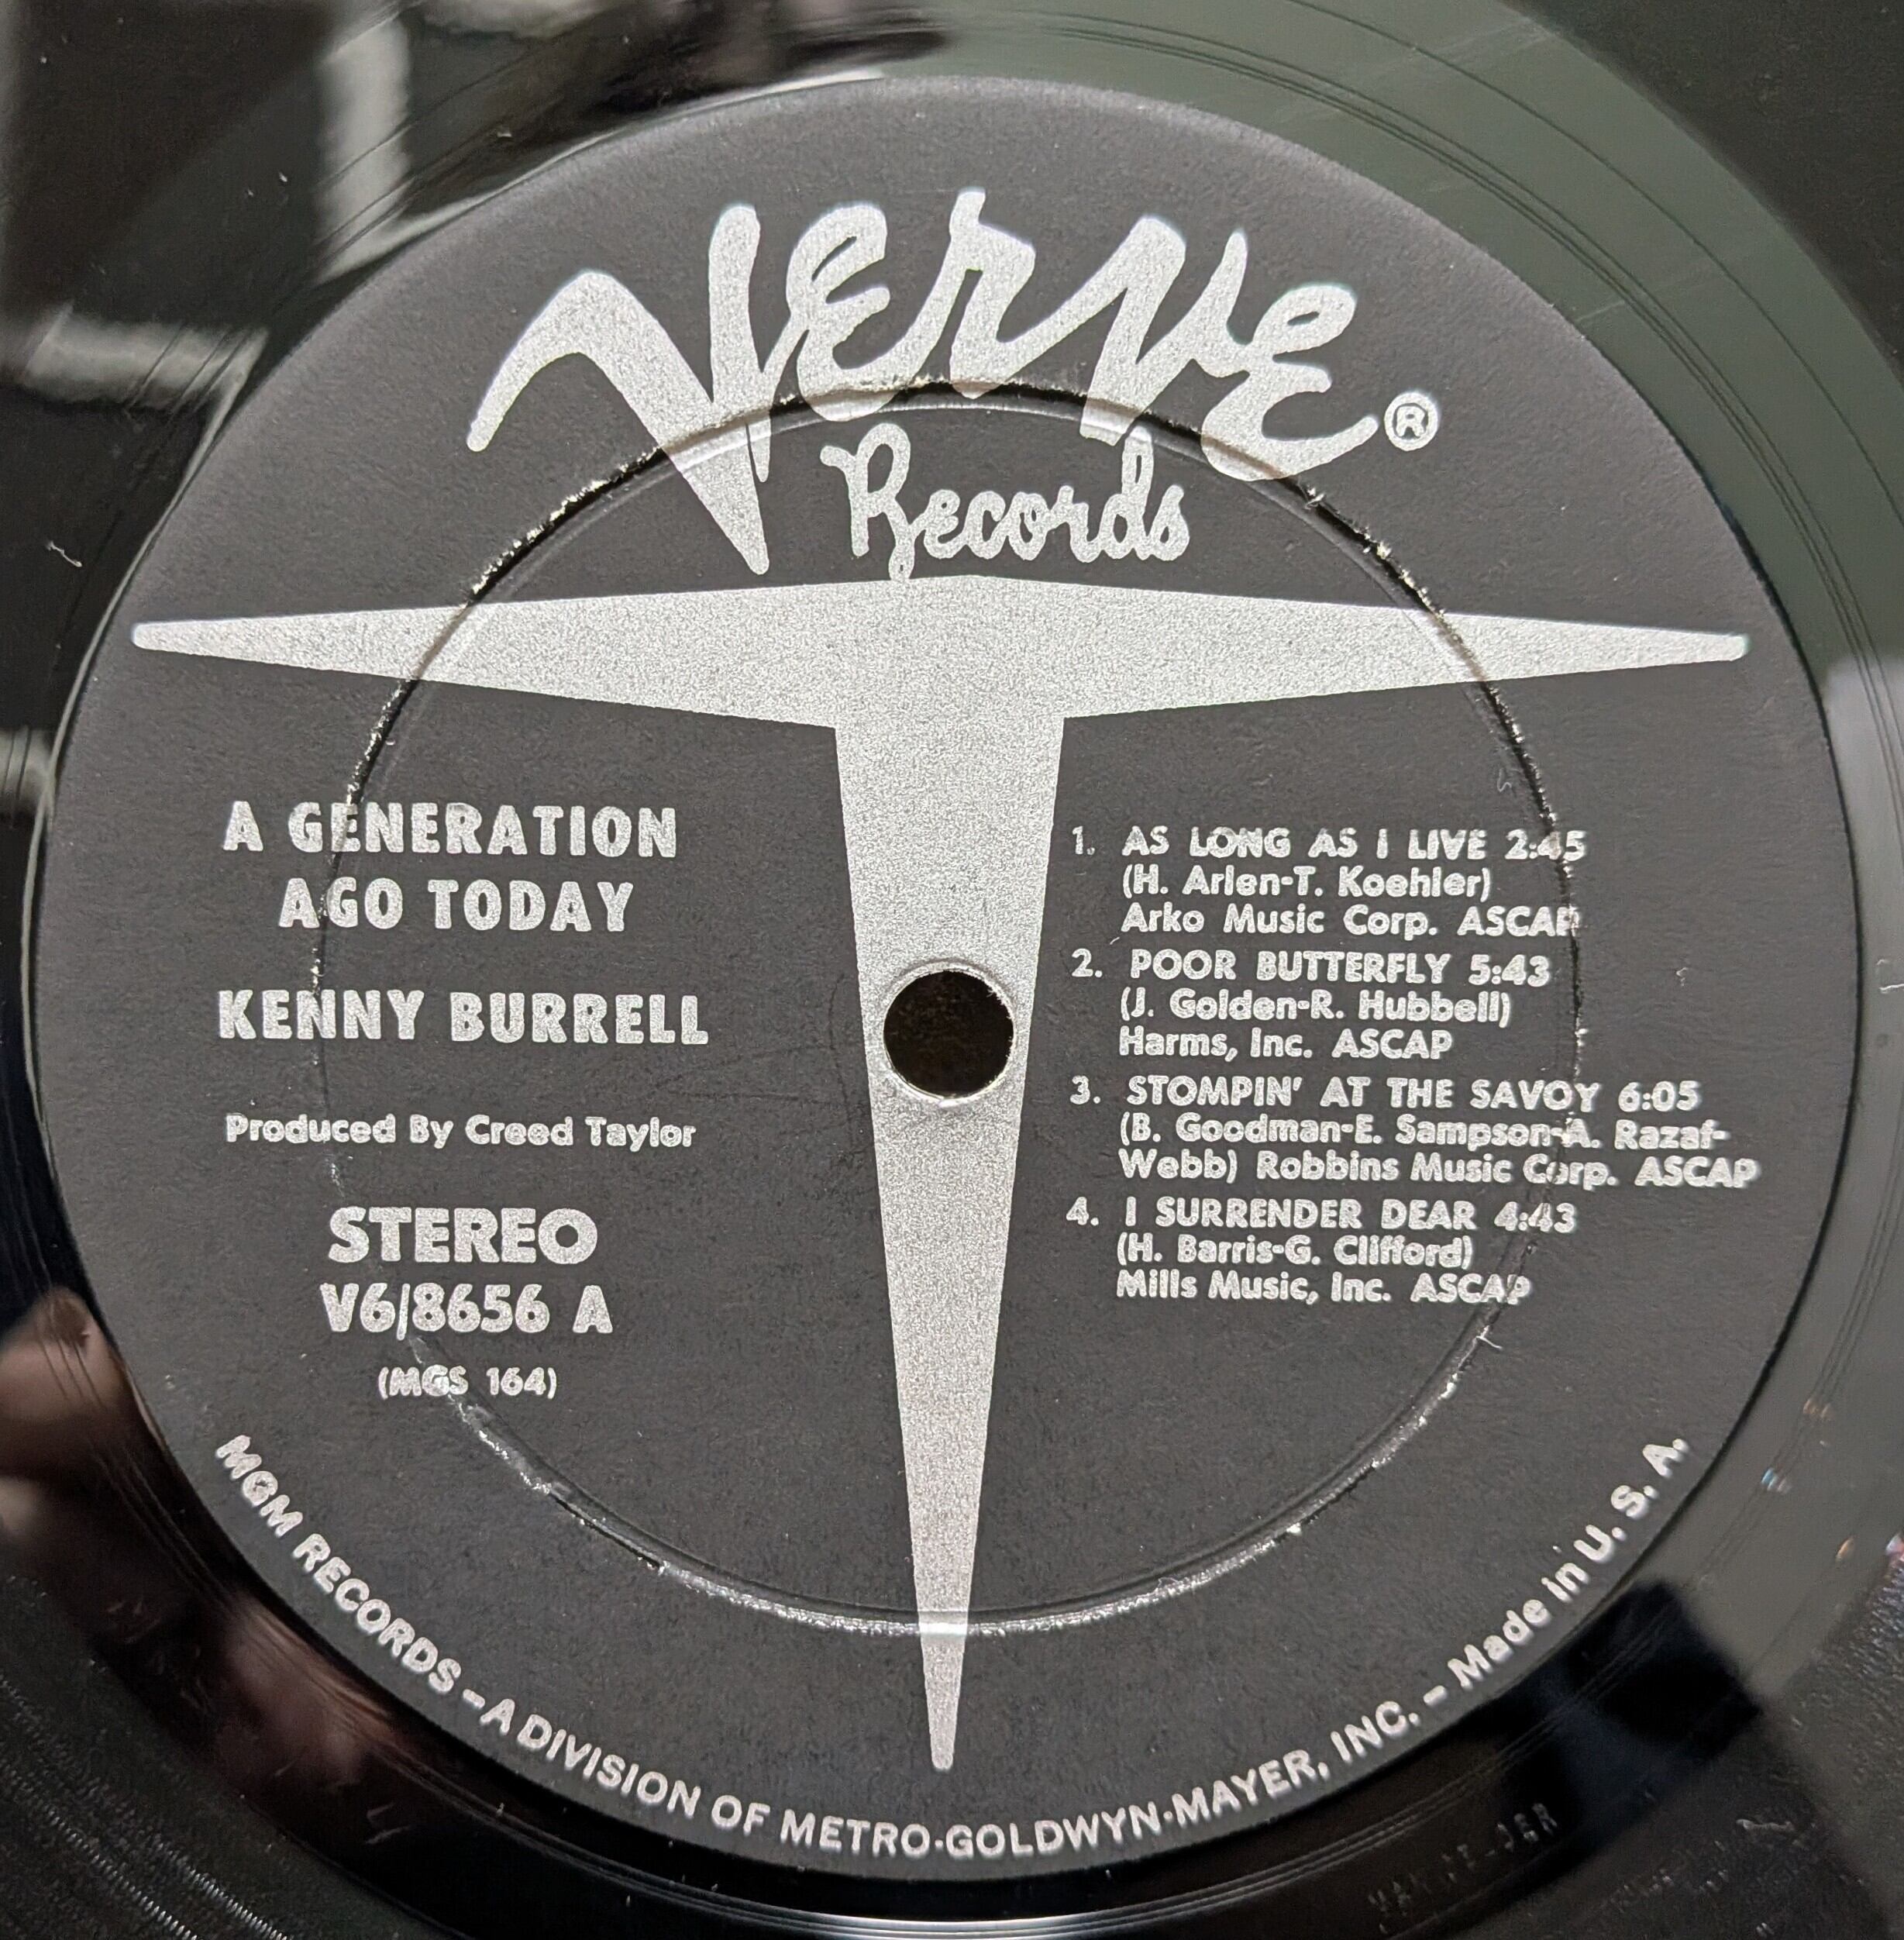 Verve®
Records
A GENERATION
AGO TODAY
KENNY BURRELL
Produced By Creed Taylor
STEREO
V6/8656 A
(MGS 164)
1. AS LONG AS I LIVE 2:45
(H. Arlen-T. Koehler)
Arko Music Corp. ASCAP
2. POOR BUTTERFLY 5:43
(J. Golden-R. Hubbell)
Harms, Inc. ASCAP
3. STOMPIN' AT THE SAVOY 6:05
(B. Goodman-E. Sampson-A. Razaf-
Webb) Robbins Music Corp. ASCAP
4. I SURRENDER DEAR 4:43
(H. Barris-G. Clifford)
Mills Music, Inc. ASCAP
MGM RECORDS – A DIVISION OF METRO-GOLDWYN-MAYER, INC. – Made in U. S. A.